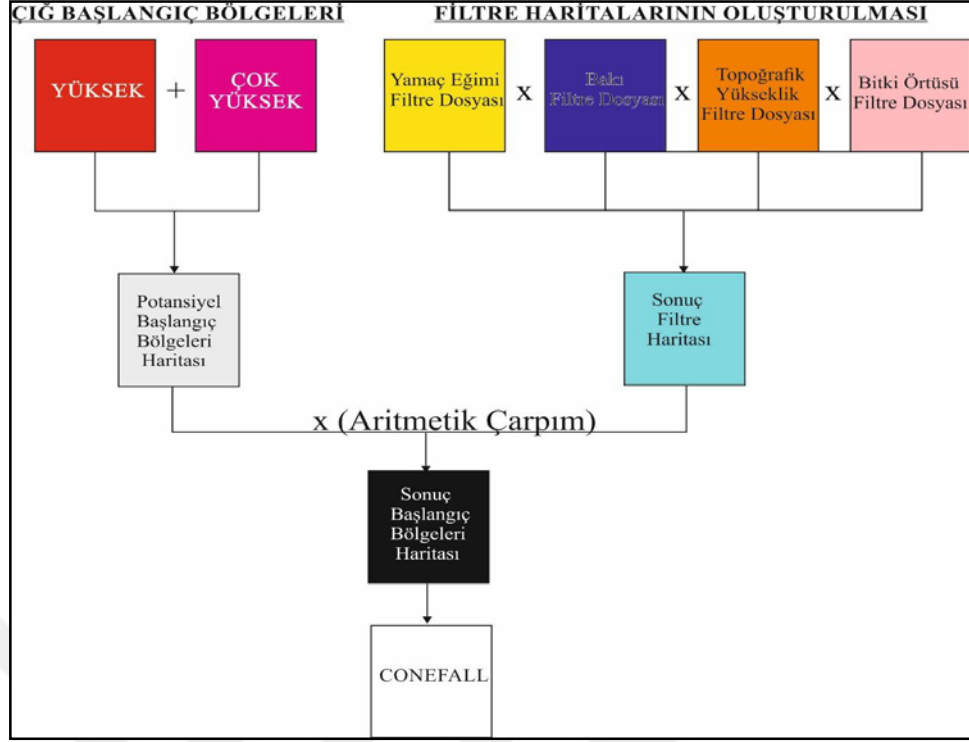 ÇIĞ BAŞLANGIÇ BÖLGELERİ
FİLTRE HARİTALARININ OLUŞTURULMASI
YÜKSEK
+
ÇOK
YÜKSEK
Yamaç Eğimi
Filtre Dosyası
x
Bakı
Filtre Dosyası
x
Topoğrafik
Yükseklik
Filtre Dosyası
x
Bitki Örtüsü
Filtre Dosyası
Potansiyel
Başlangıç
Bölgeleri
Haritası
Sonuç
Filtre
Haritası
x (Aritmetik Çarpım)
Sonuç
Başlangıç
Bölgeleri
Haritası
CONEFALL